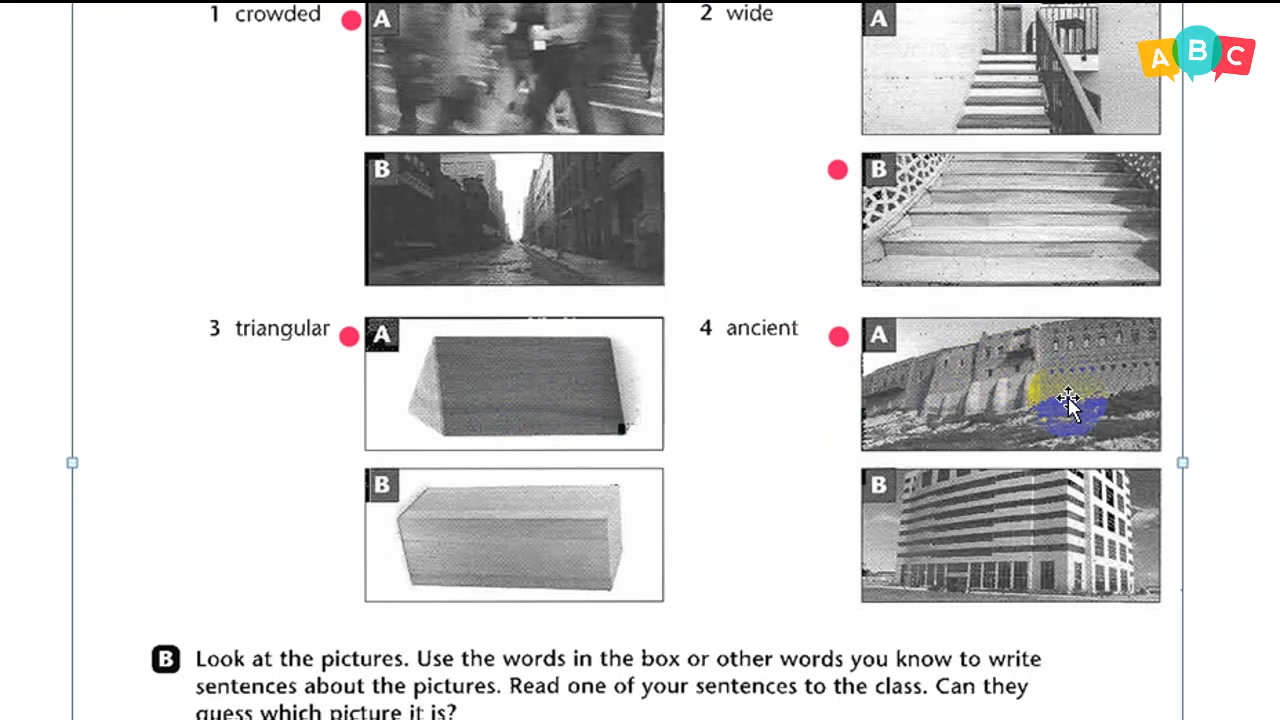 1 crowded
A
2 wide
A
A B C
B
B
3 triangular
A
4 ancient
A
B
B
B Look at the pictures. Use the words in the box or other words you know to write
sentences about the pictures. Read one of your sentences to the class. Can they
guess which picture it is?